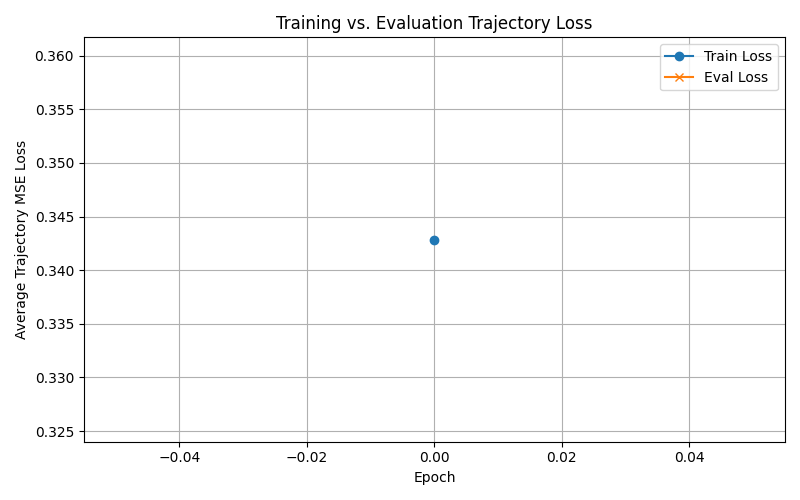 Training vs. Evaluation Trajectory Loss
Train Loss
Eval Loss
Average Trajectory MSE Loss
0.360
0.355
0.350
0.345
0.340
0.335
0.330
0.325
−0.04
−0.02
0.00
0.02
0.04
Epoch